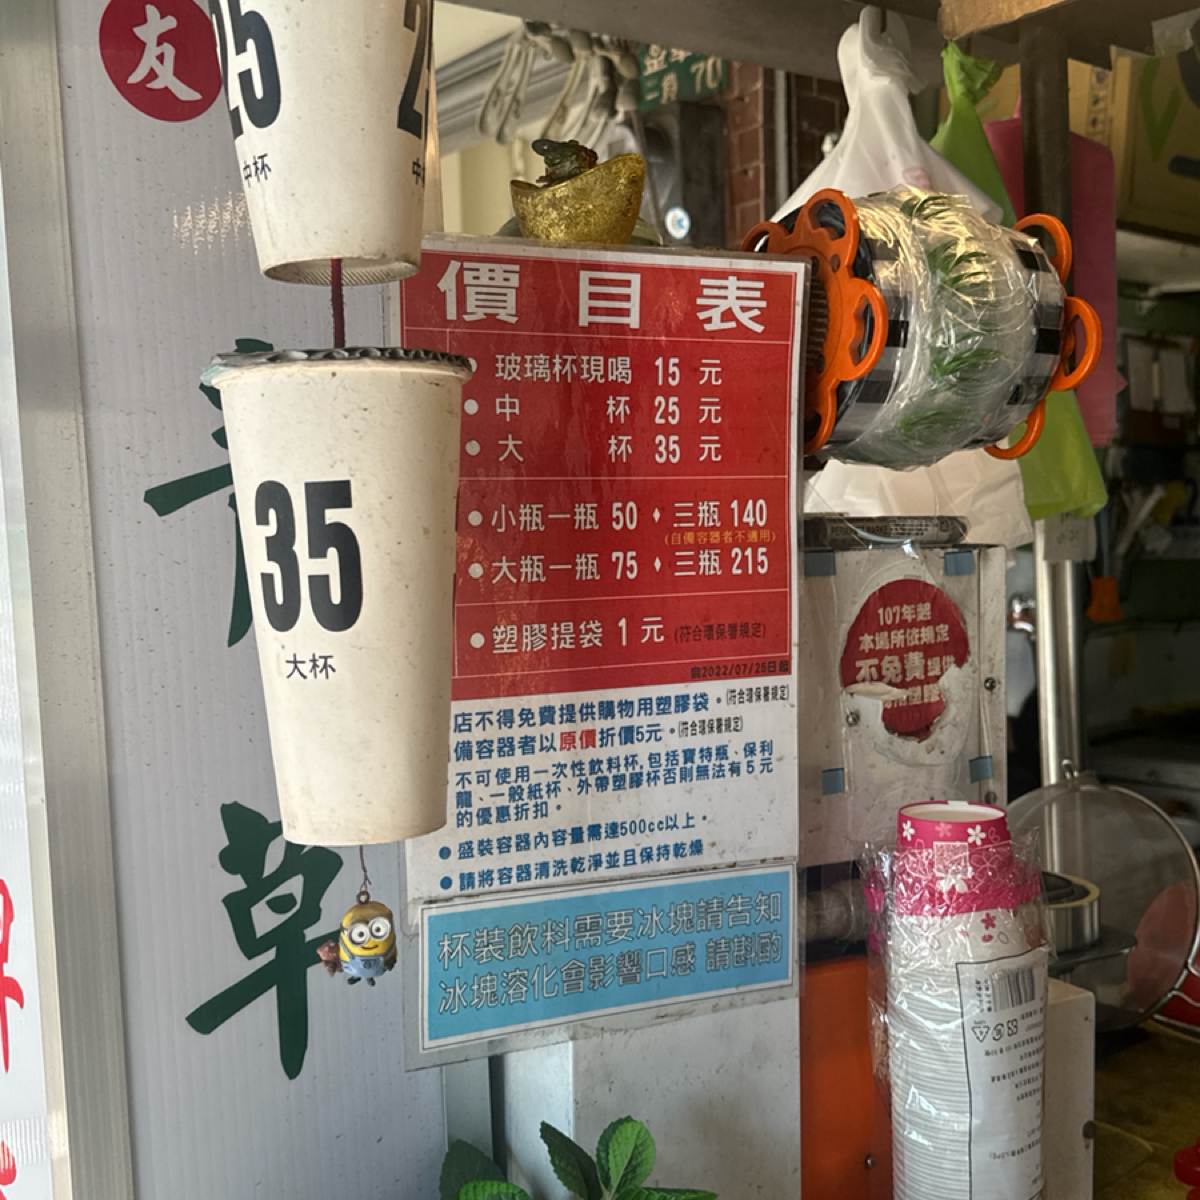 友
25
中杯
35
大杯
草
價目表
玻璃杯現喝 15 元
● 中杯 25 元
● 大杯 35 元
● 小瓶一瓶 50 ♦ 三瓶 140
(自備容器者不適用)
● 大瓶一瓶 75 ♦ 三瓶 215
● 塑膠提袋 1 元 (符合環保署規定)
自2022/07/25日起
店不得免費提供購物用塑膠袋。(符合環保署規定)
備容器者以原價折價5元。(符合環保署規定)
不可使用一次性飲料杯,包括寶特瓶、保利
龍、一般紙杯、外帶塑膠杯否則無法有5元
的優惠折扣。
● 盛裝容器內容量需達500cc以上。
● 請將容器清洗乾淨並且保持乾燥
杯裝飲料需要冰塊請告知
冰塊溶化會影響口感 請斟酌
107年起
本場所依規定
不免費提供
70